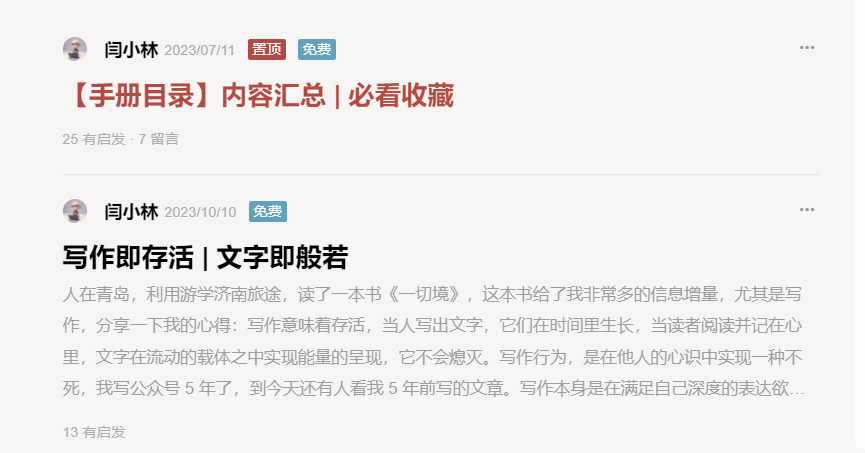 闫小林 2023/07/11 置顶 免费
【手册目录】内容汇总 | 必看收藏
25 有启发 · 7 留言
闫小林 2023/10/10 免费
写作即存活 | 文字即般若
人在青岛，利用游学济南旅途，读了一本书《一切境》，这本书给了我非常多的信息增量，尤其是写
作，分享一下我的心得：写作意味着存活，当人写出文字，它们在时间里生长，当读者阅读并记在心
里，文字在流动的载体之中实现能量的呈现，它不会熄灭。写作行为，是在他人的心识中实现一种不
死，我写公众号 5 年了，到今天还有人看我 5 年前写的文章。写作本身是在满足自己深度的表达欲…
13 有启发